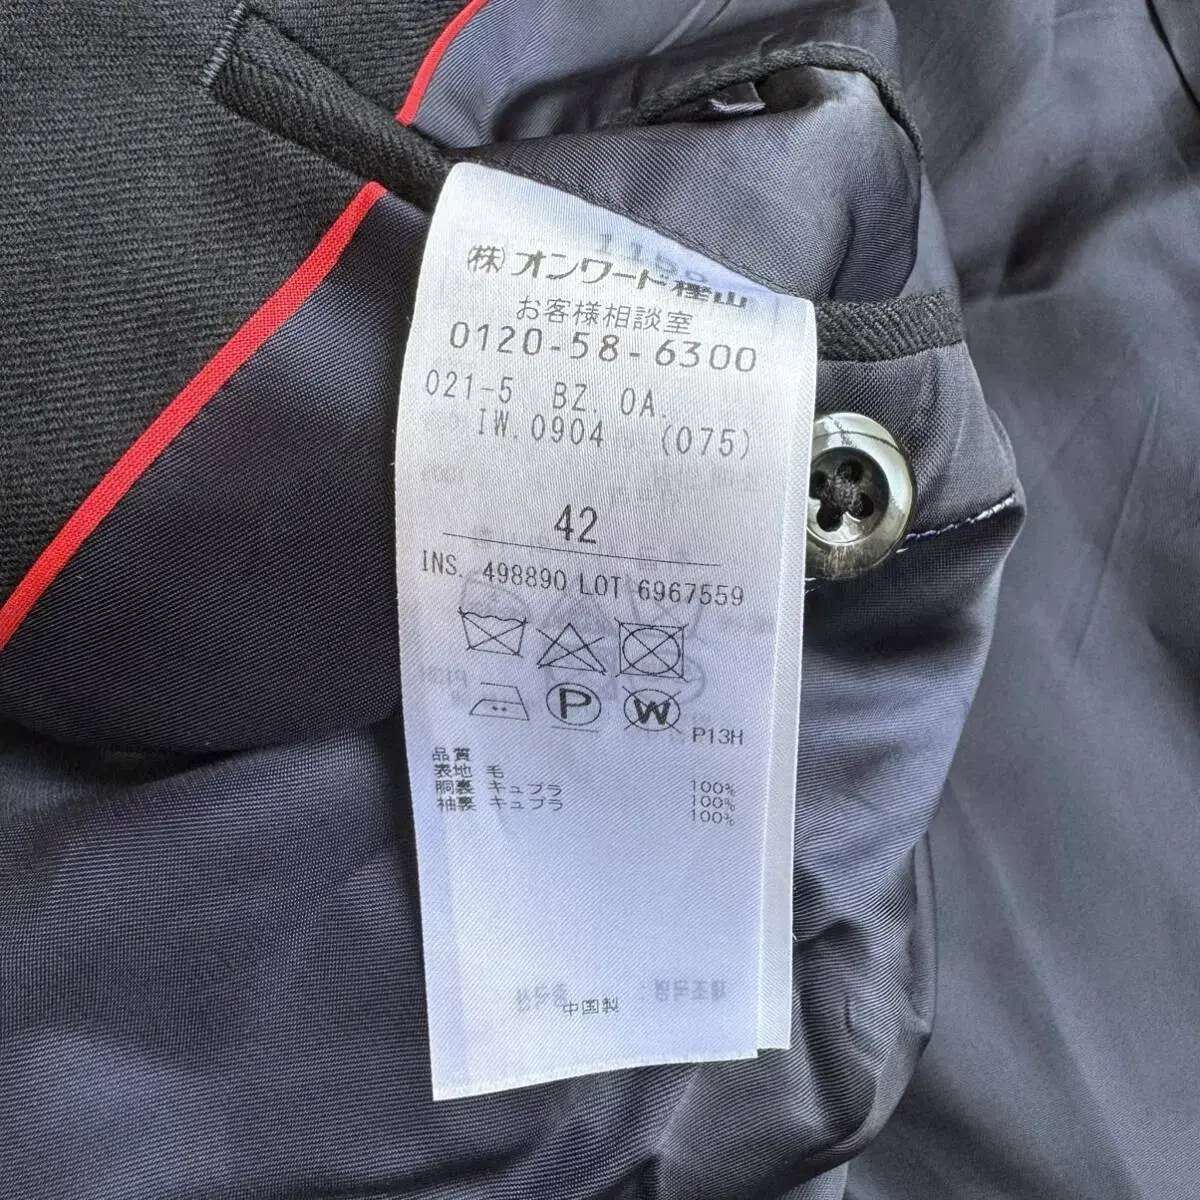 (株)オンワード樫山
お客様相談室
0120-58-6300
021-5 BZ. OA.
IW.0904 (075)
42
INS. 498890 LOT 6967559
P
W
P13H
品質
表地 毛 100%
胴裏 キュプラ 100%
袖裏 キュプラ 100%
中国製